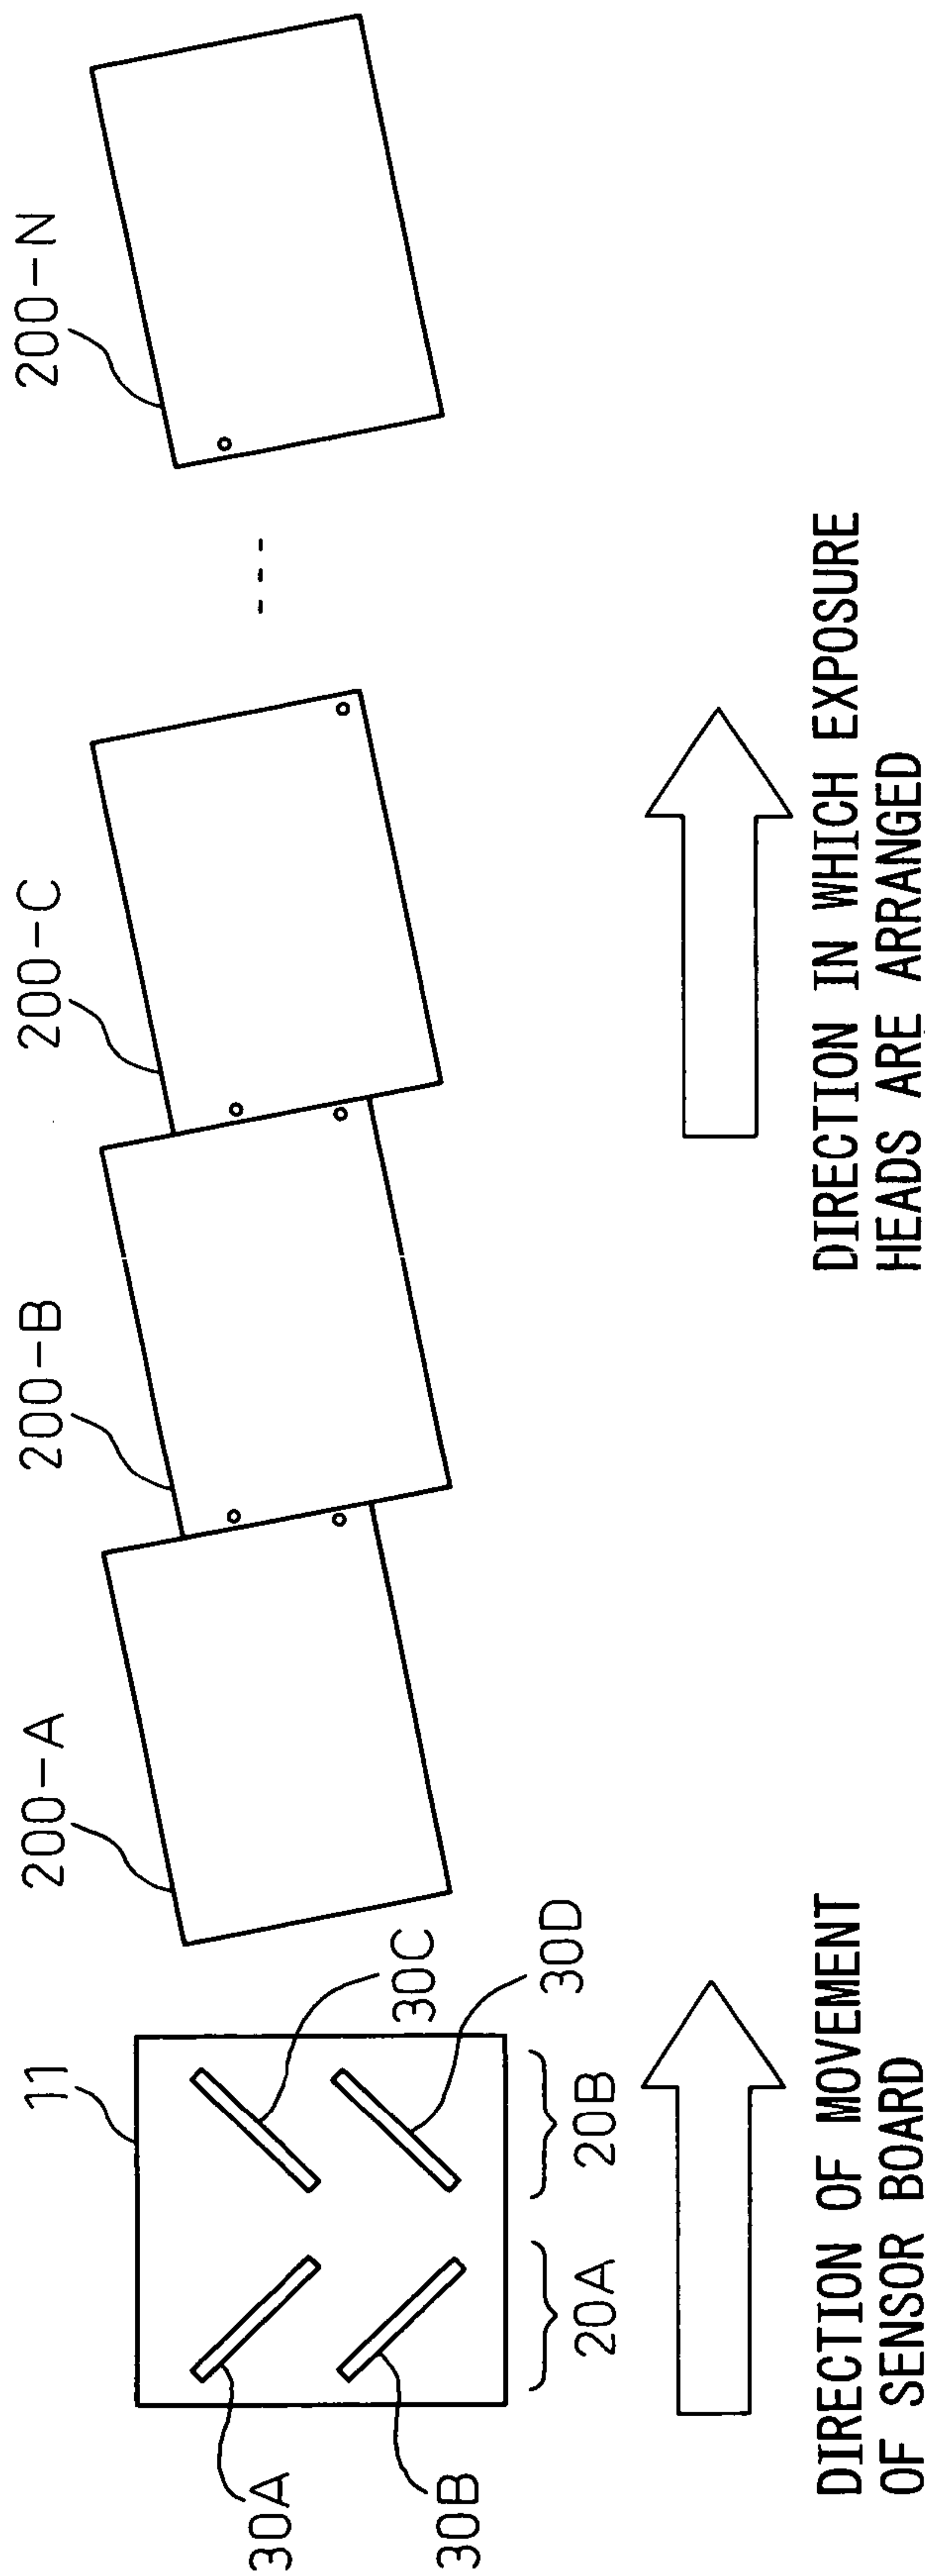 11
200-A
200-B
200-C
200-N
30A
30B
30C
30D
20A
20B
DIRECTION OF MOVEMENT
OF SENSOR BOARD
DIRECTION IN WHICH EXPOSURE
HEADS ARE ARRANGED